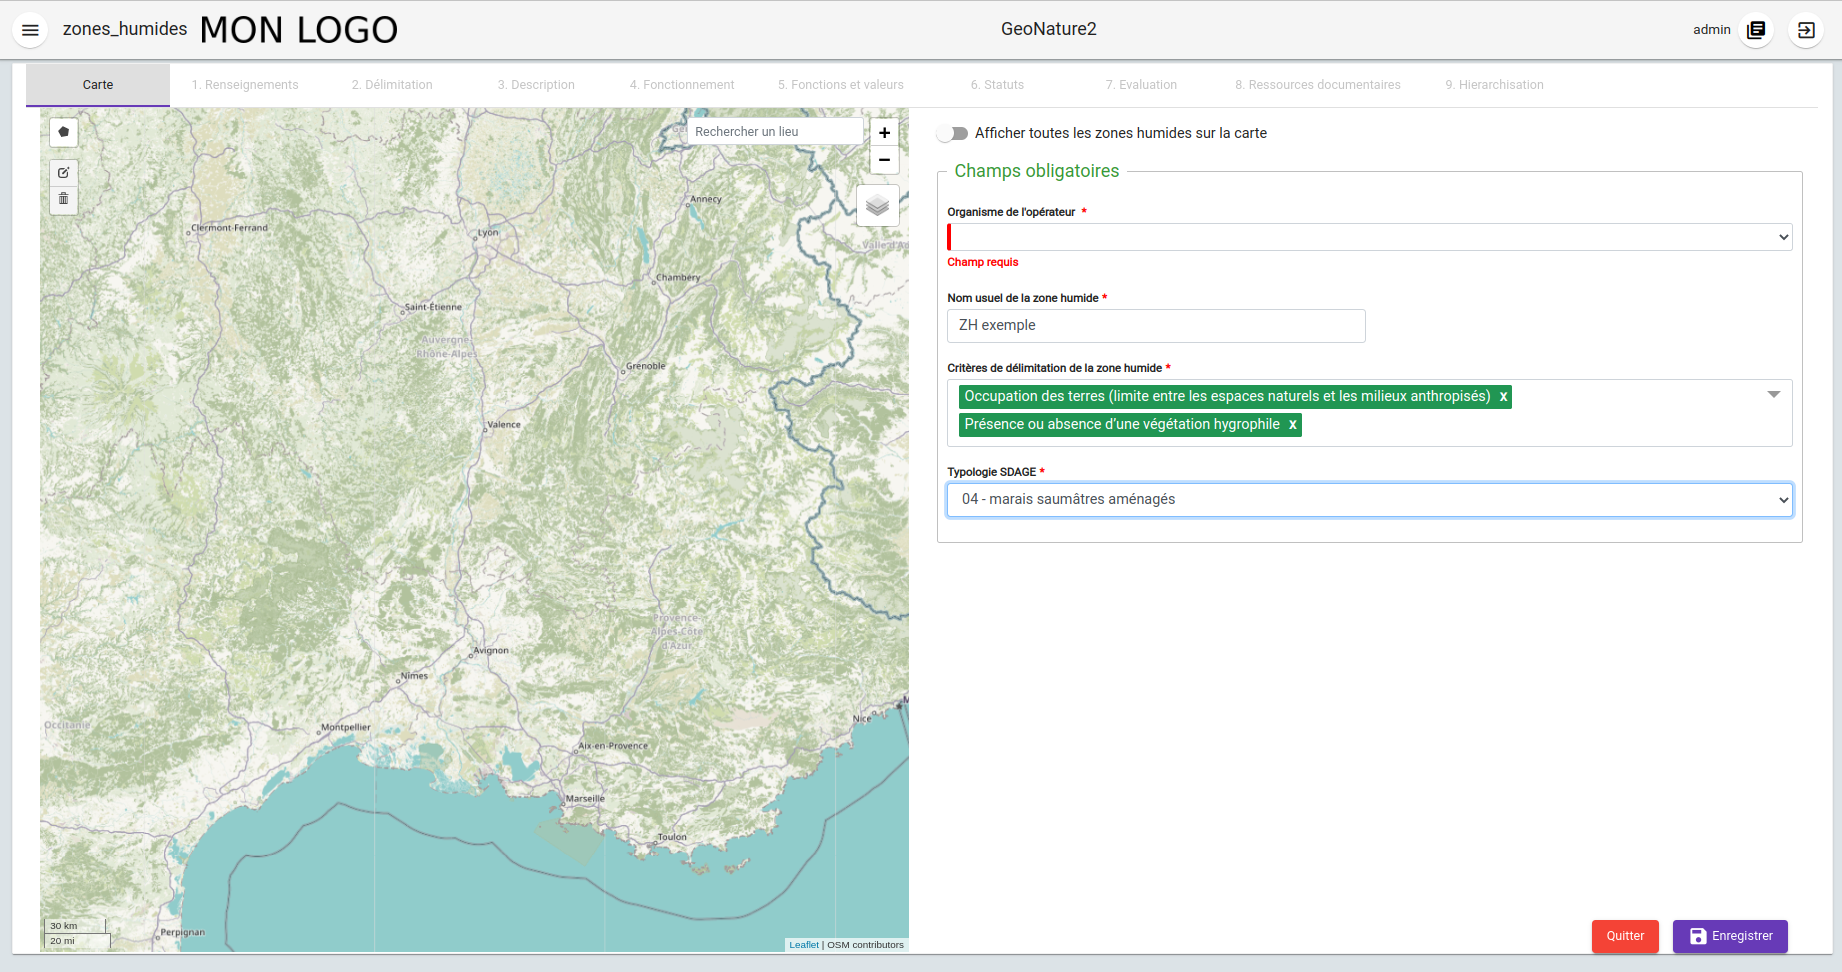 zones_humides MON LOGO GeoNature2 admin
Carte 1. Renseignements 2. Délimitation 3. Description 4. Fonctionnement 5. Fonctions et valeurs 6. Statuts 7. Evaluation 8. Ressources documentaires 9. Hierarchisation
Rechercher un lieu
+
−
Annecy
Clermont-Ferrand
Lyon
Chambéry
Saint-Étienne
Auvergne-
Rhône-Alpes
Grenoble
Valence
Provence-
Alpes-Côte
d'Azur
Avignon
Nîmes
Occitanie
Nice
Montpellier
Aix-en-Provence
Marseille
Toulon
Perpignan
30 km
20 mi
Leaflet | OSM contributors
Afficher toutes les zones humides sur la carte
Champs obligatoires
Organisme de l'opérateur *
Champ requis
Nom usuel de la zone humide *
ZH exemple
Critères de délimitation de la zone humide *
Occupation des terres (limite entre les espaces naturels et les milieux anthropisés) x
Présence ou absence d’une végétation hygrophile x
Typologie SDAGE *
04 - marais saumâtres aménagés
Quitter Enregistrer